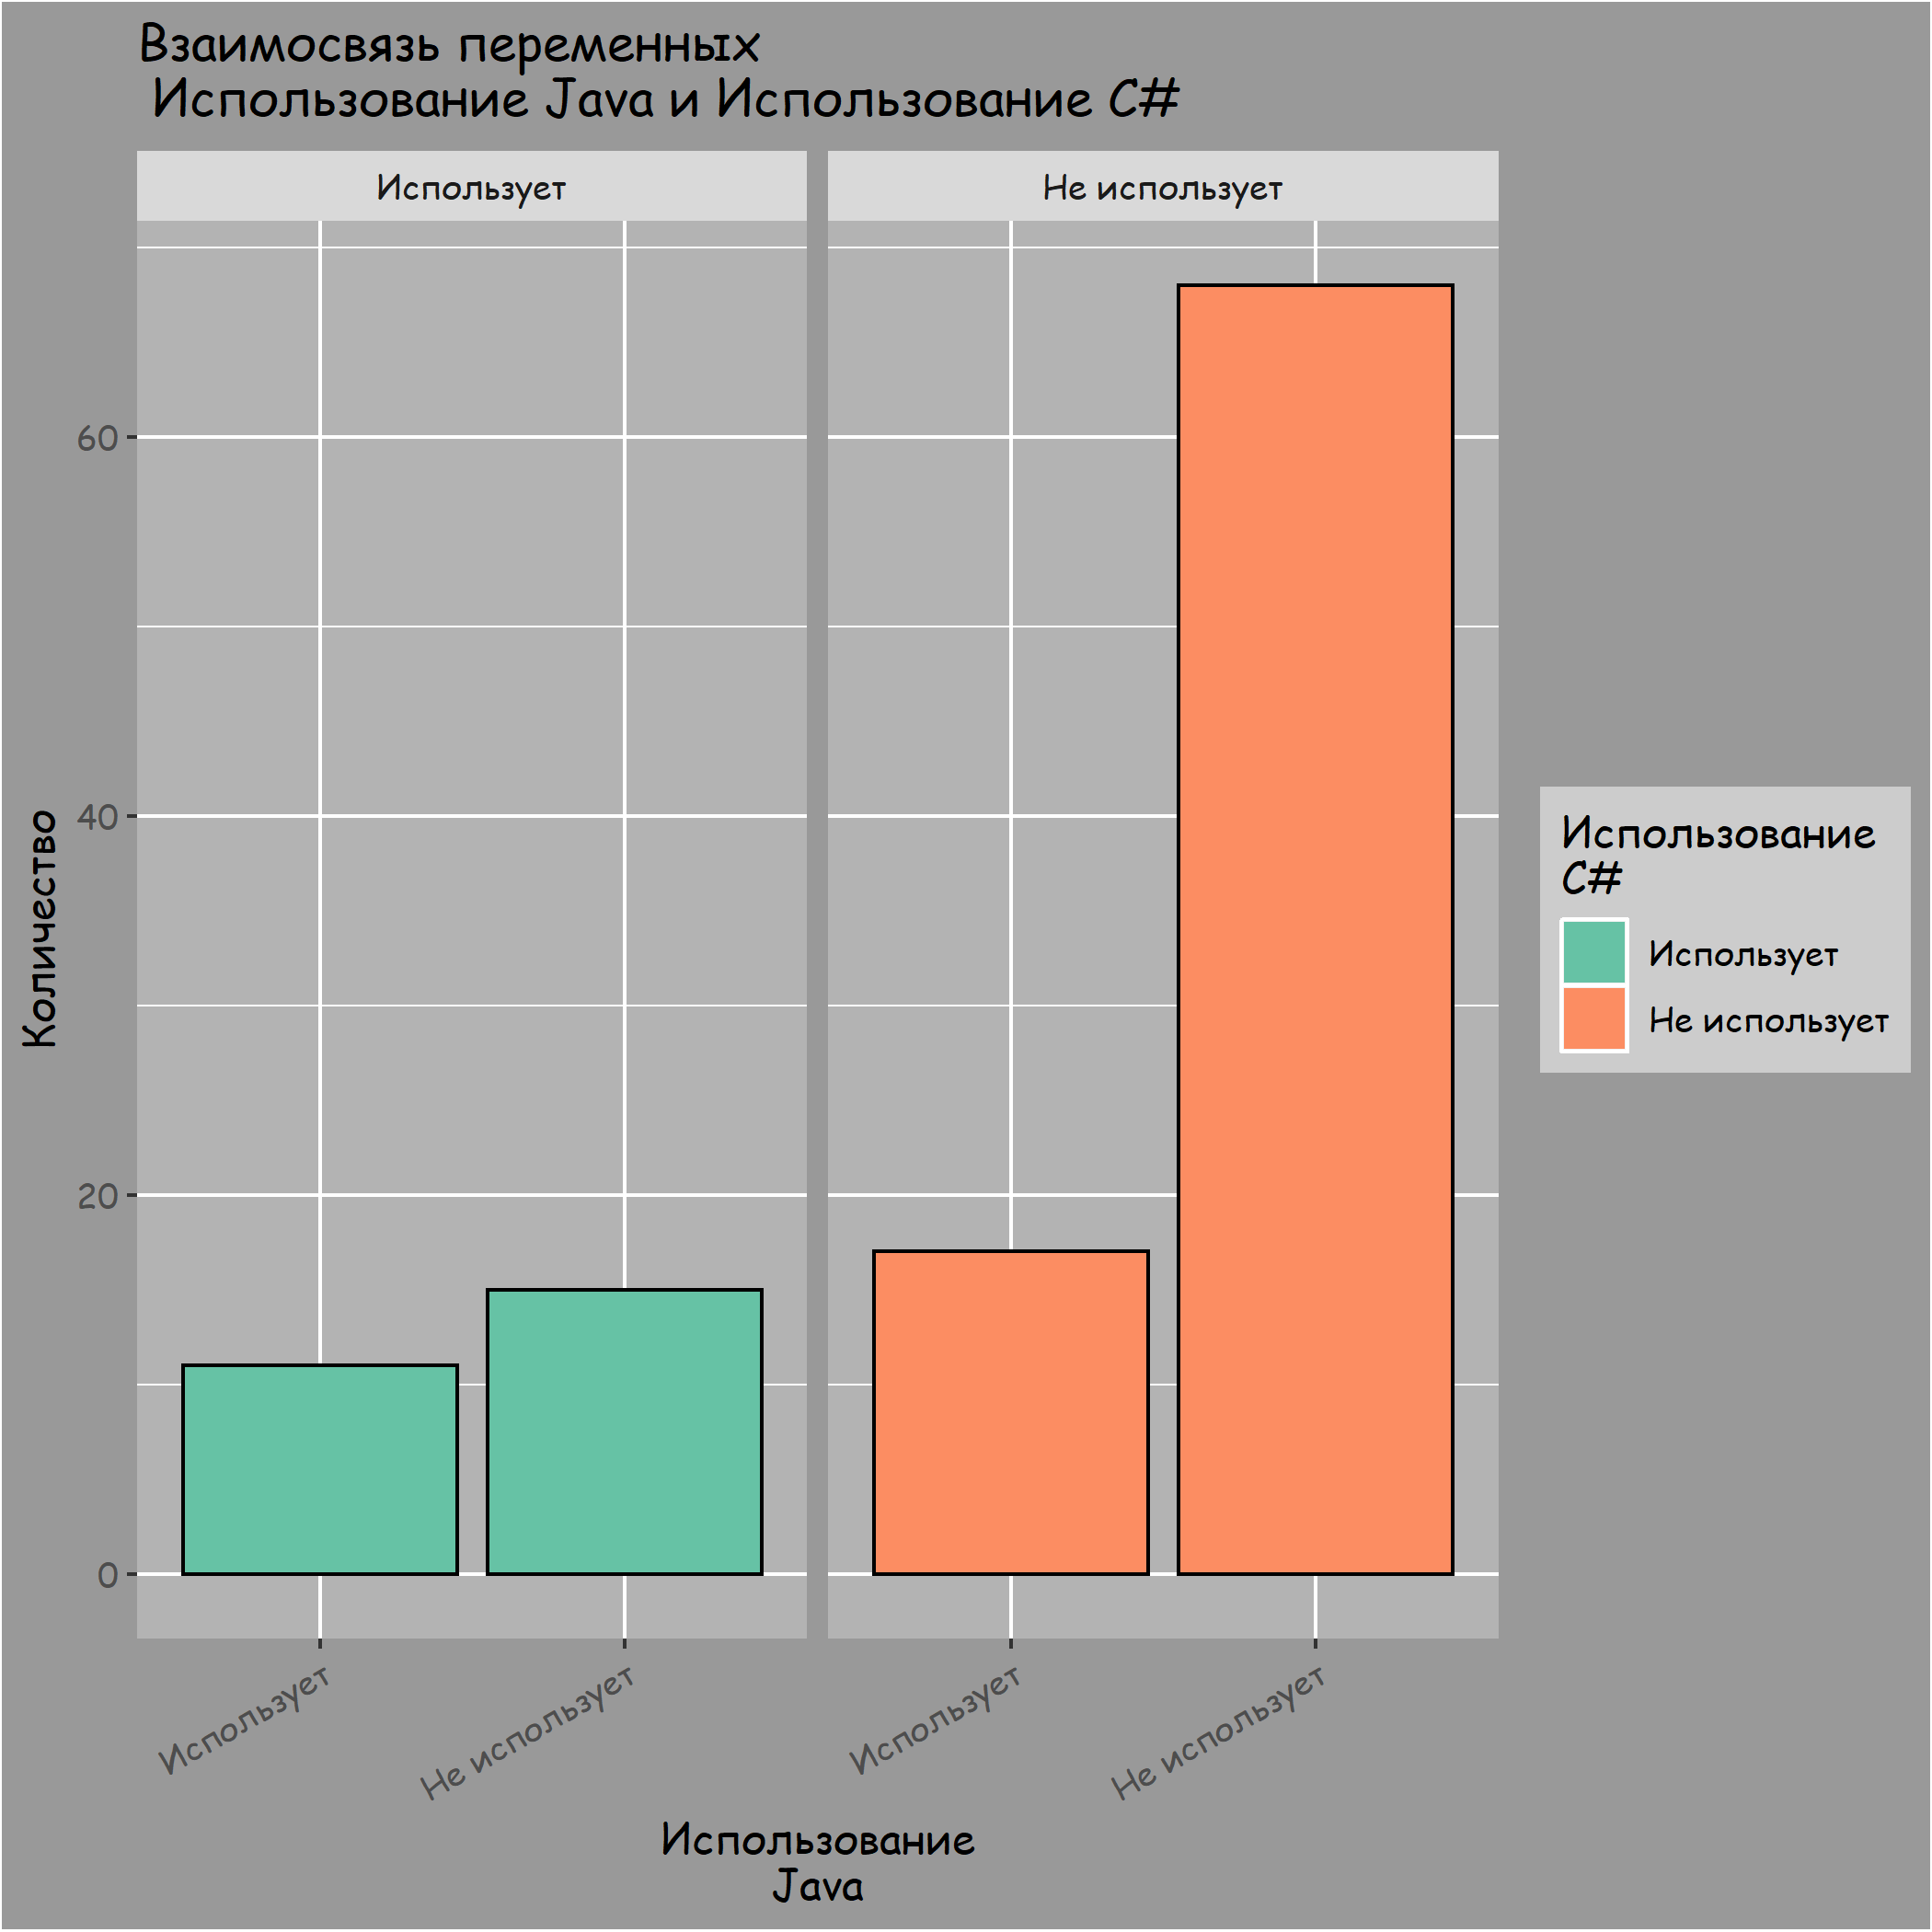 Взаимосвязь переменных
Использование Java и Использование C#
Использует
Не использует
60
40
20
0
Количество
Использует
Не использует
Использует
Не использует
Использование
Java
Использование
C#
Использует
Не использует